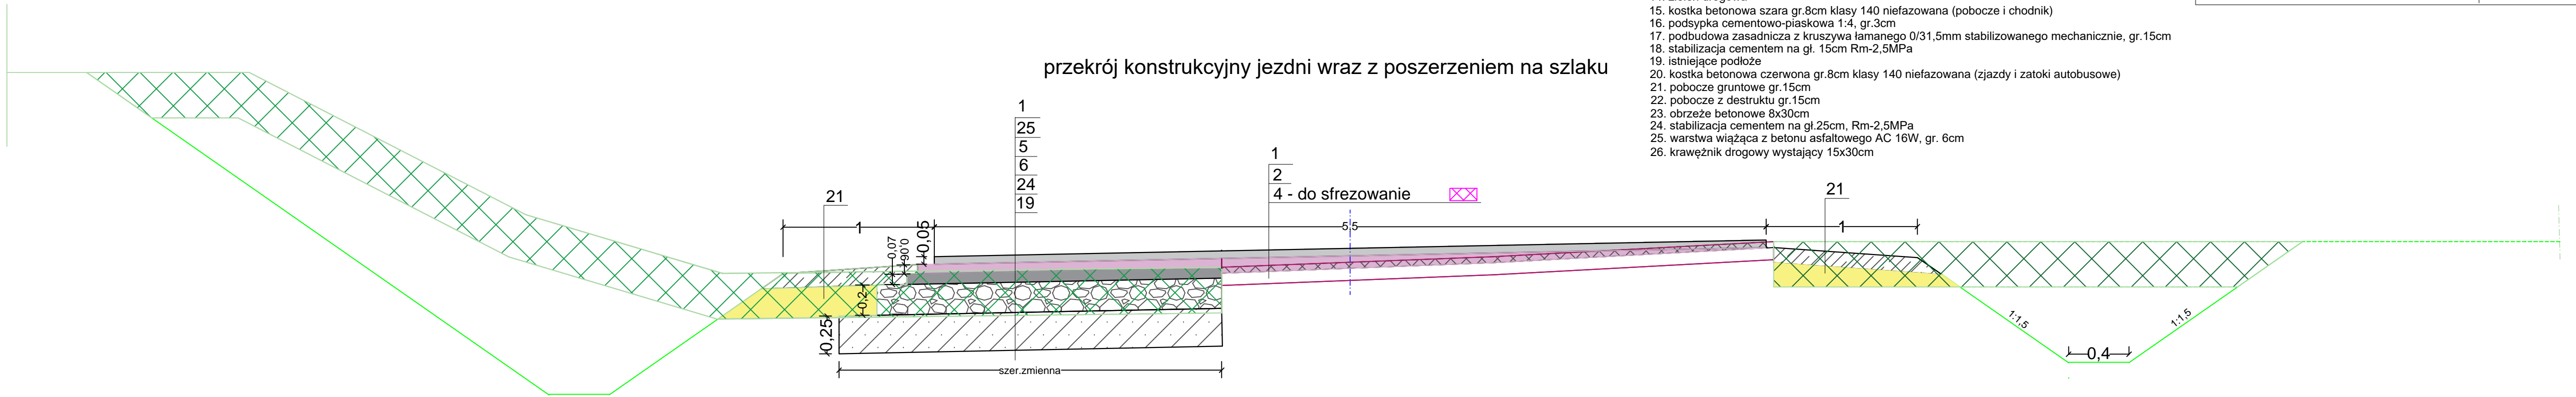 15. kostka betonowa szara gr.8cm klasy 140 niefazowana (pobocze i chodnik)
16. podsypka cementowo-piaskowa 1:4, gr.3cm
17. podbudowa zasadnicza z kruszywa łamanego 0/31,5mm stabilizowanego mechanicznie, gr.15cm
18. stabilizacja cementem na gł. 15cm Rm-2,5MPa
19. istniejące podłoże
20. kostka betonowa czerwona gr.8cm klasy 140 niefazowana (zjazdy i zatoki autobusowe)
21. pobocze gruntowe gr.15cm
22. pobocze z destruktu gr.15cm
23. obrzeże betonowe 8x30cm
24. stabilizacja cementem na gł.25cm, Rm-2,5MPa
25. warstwa wiążąca z betonu asfaltowego AC 16W, gr. 6cm
26. krawężnik drogowy wystający 15x30cm
przekrój konstrukcyjny jezdni wraz z poszerzeniem na szlaku
1
25
5
6
24
19
1
2
4 - do sfrezowanie
21
21
1
0,07
0,06
0,05
5,5
1
0,2
0,25
szer.zmienna
1:1,5
1:1,5
0,4